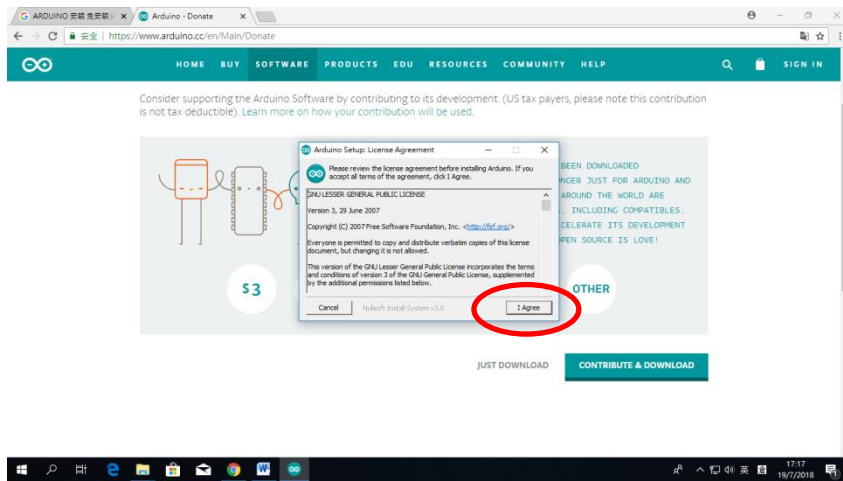 ARDUINO 安裝 免安裝
Arduino - Donate
安全 | https://www.arduino.cc/en/Main/Donate
HOME BUY SOFTWARE PRODUCTS EDU RESOURCES COMMUNITY HELP SIGN IN
Consider supporting the Arduino Software by contributing to its development. (US tax payers, please note this contribution
is not tax deductible). Learn more on how your contribution will be used.
Arduino Setup: License Agreement
Please review the license agreement before installing Arduino. If you
accept all terms of the agreement, click I Agree.
GNU LESSER GENERAL PUBLIC LICENSE
Version 3, 29 June 2007
Copyright (C) 2007 Free Software Foundation, Inc. <http://fsf.org/>
Everyone is permitted to copy and distribute verbatim copies of this license
document, but changing it is not allowed.
This version of the GNU Lesser General Public License incorporates the terms
and conditions of version 3 of the GNU General Public License, supplemented
by the additional permissions listed below.
Cancel Nullsoft Install System v3.0 I Agree
BEEN DOWNLOADED
JUST FOR ARDUINO AND
AROUND THE WORLD ARE
, INCLUDING COMPATIBLES,
ITS DEVELOPMENT
SOURCE IS LOVE!
$3
OTHER
JUST DOWNLOAD CONTRIBUTE & DOWNLOAD
英
17:17
19/7/2018